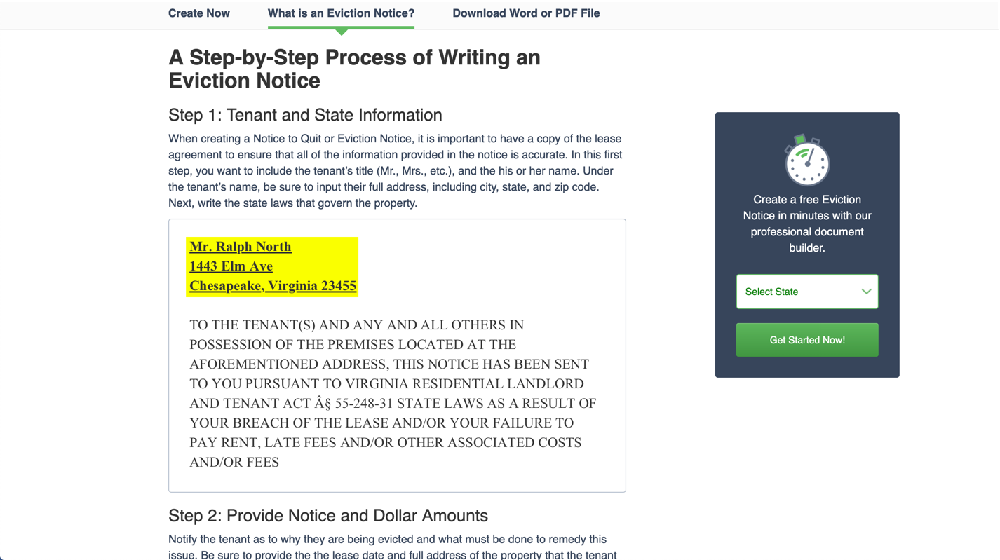 Create Now
What is an Eviction Notice?
Download Word or PDF File
A Step-by-Step Process of Writing an
Eviction Notice
Step 1: Tenant and State Information
When creating a Notice to Quit or Eviction Notice, it is important to have a copy of the lease
agreement to ensure that all of the information provided in the notice is accurate. In this first
step, you want to include the tenant’s title (Mr., Mrs., etc.), and the his or her name. Under
the tenant’s name, be sure to input their full address, including city, state, and zip code.
Next, write the state laws that govern the property.
Mr. Ralph North
1443 Elm Ave
Chesapeake, Virginia 23455
TO THE TENANT(S) AND ANY AND ALL OTHERS IN
POSSESSION OF THE PREMISES LOCATED AT THE
AFOREMENTIONED ADDRESS, THIS NOTICE HAS BEEN SENT
TO YOU PURSUANT TO VIRGINIA RESIDENTIAL LANDLORD
AND TENANT ACT Â§ 55-248-31 STATE LAWS AS A RESULT OF
YOUR BREACH OF THE LEASE AND/OR YOUR FAILURE TO
PAY RENT, LATE FEES AND/OR OTHER ASSOCIATED COSTS
AND/OR FEES
Step 2: Provide Notice and Dollar Amounts
Notify the tenant as to why they are being evicted and what must be done to remedy this
issue. Be sure to provide the the lease date and full address of the property that the tenant
Create a free Eviction
Notice in minutes with our
professional document
builder.
Select State
Get Started Now!